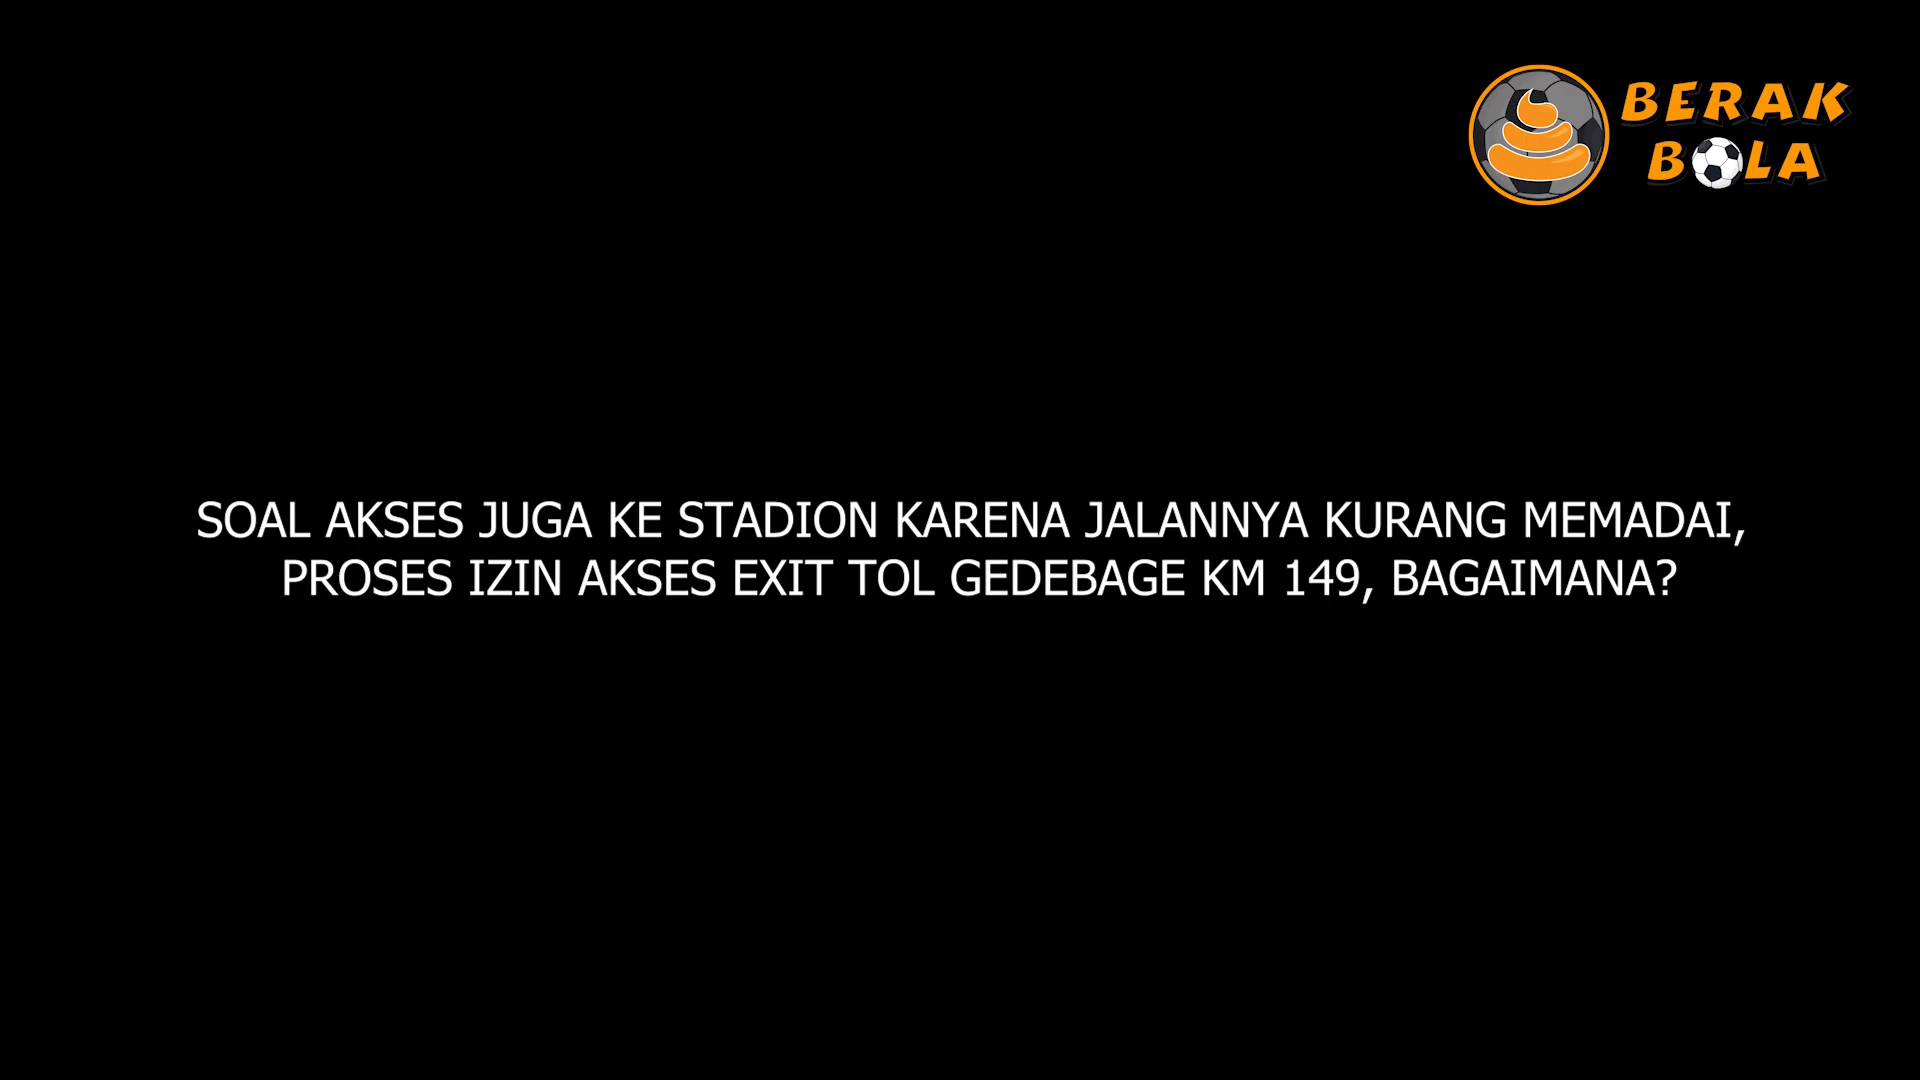 BERAK
BOLA
SOAL AKSES JUGA KE STADION KARENA JALANNYA KURANG MEMADAI,
PROSES IZIN AKSES EXIT TOL GEDEBAGE KM 149, BAGAIMANA?